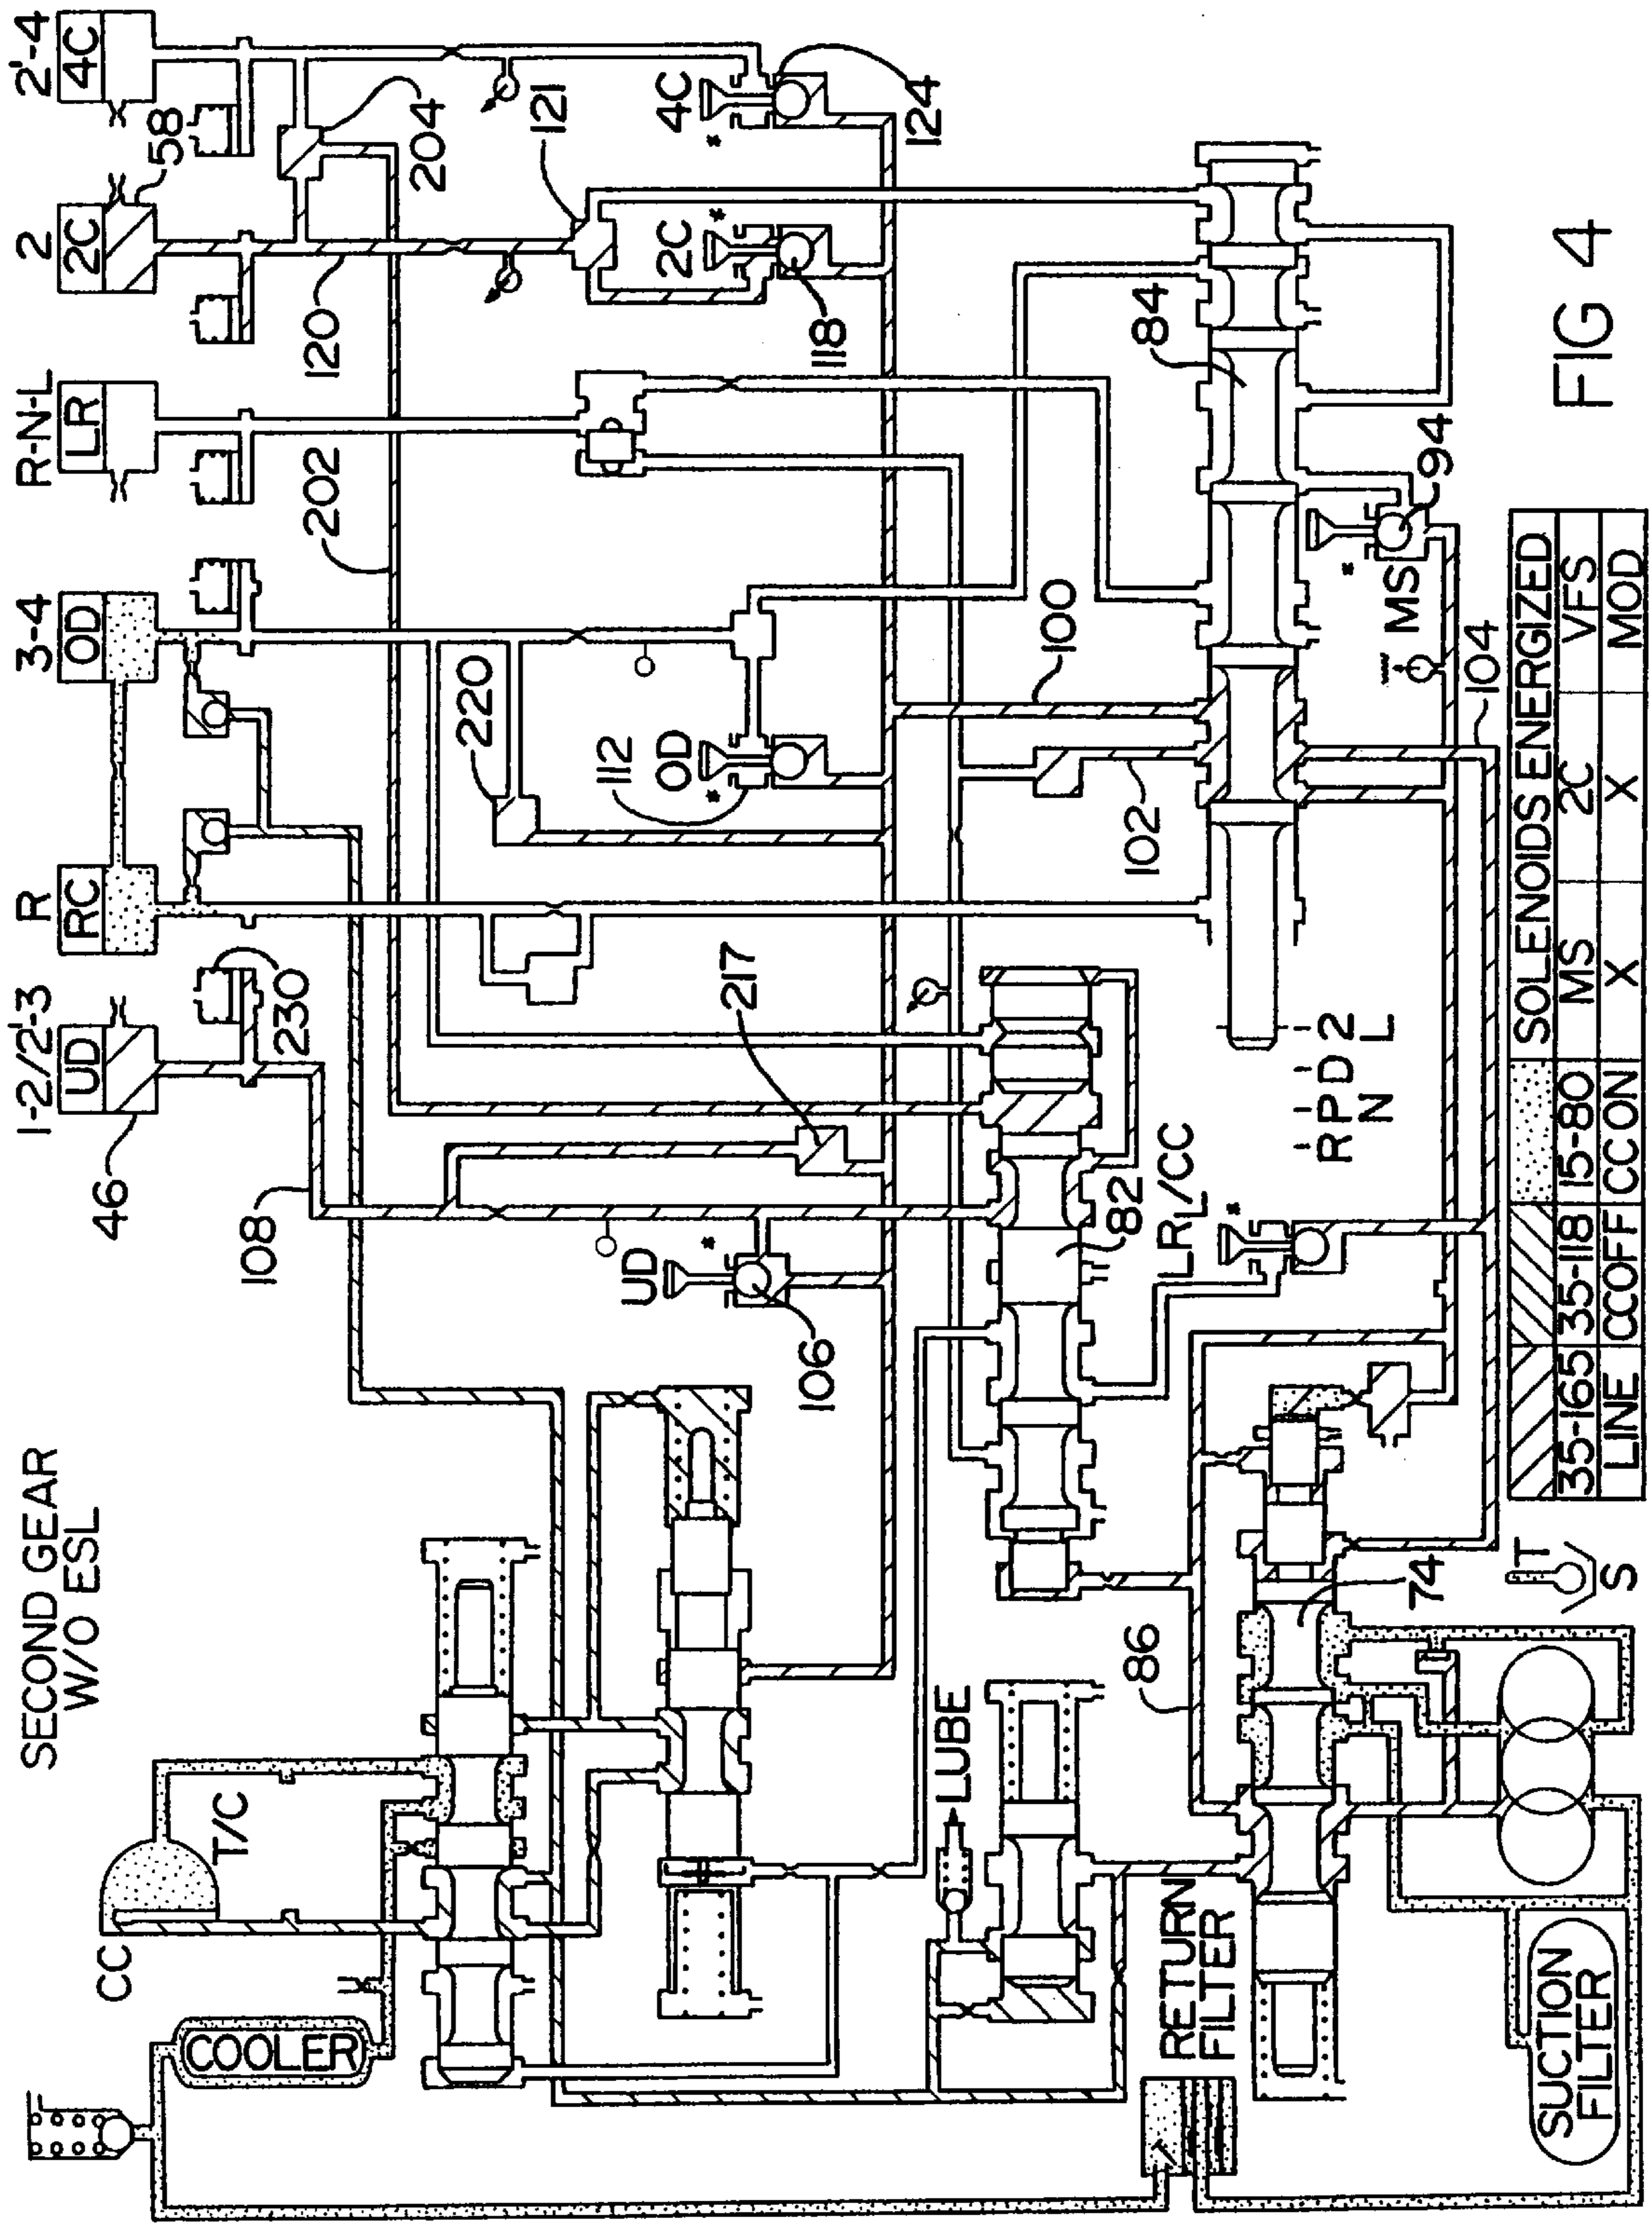 SECOND GEAR
W/O ESL
1-2/2'-3
R
3-4
R-N-L
2
2'-4
UD
RC
OD
LR
2C
4C
46
230
58
204
108
202
120
121
220
112
OD
*
2C
*
4C
*
124
118
217
UD
*
106
100
102
84
82
LR_L/CC
*
R P D 2
N L
MS
*
94
104
CC
T/C
COOLER
LUBE
86
74
RETURN
FILTER
SUCTION
FILTER
T
S
35-165 35-118 15-80
LINE CCOFF CCON
SOLENOIDS ENERGIZED
MS 2C VFS
X X MOD
FIG 4